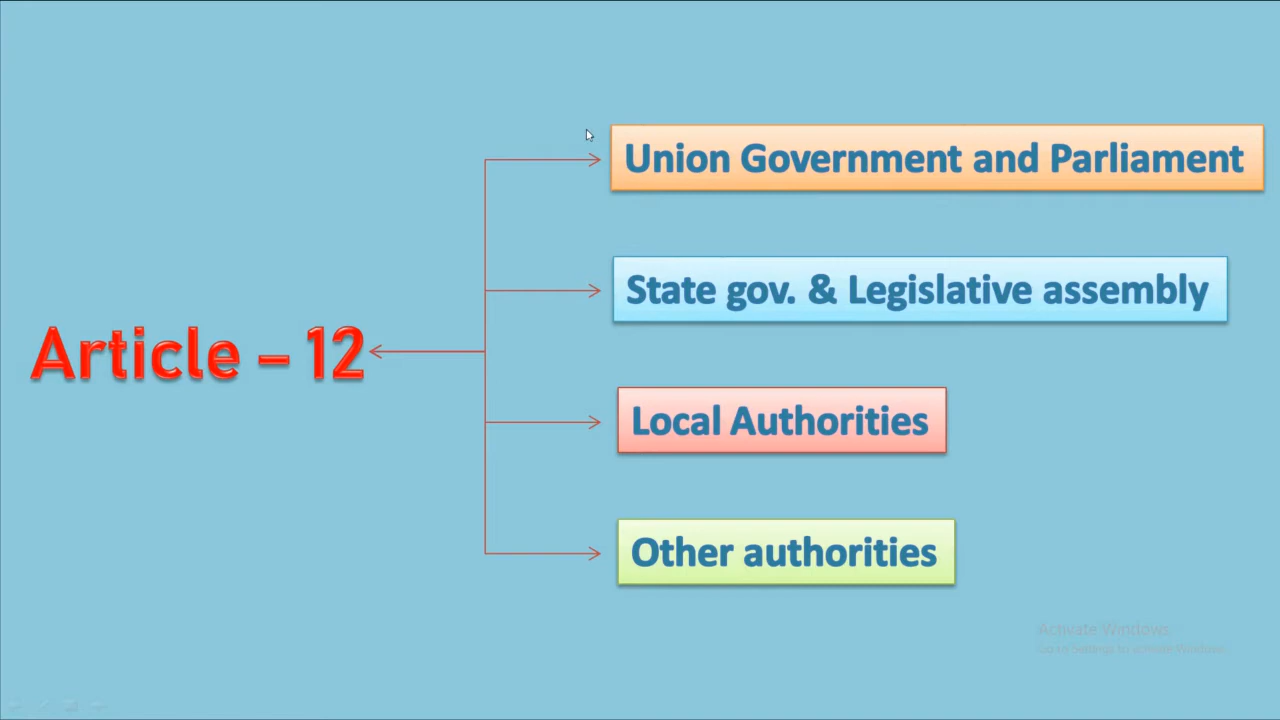 Union Government and Parliament
State gov. & Legislative assembly
Article – 12
Local Authorities
Other authorities
Activate Windows
Go to Settings to activate Windows.